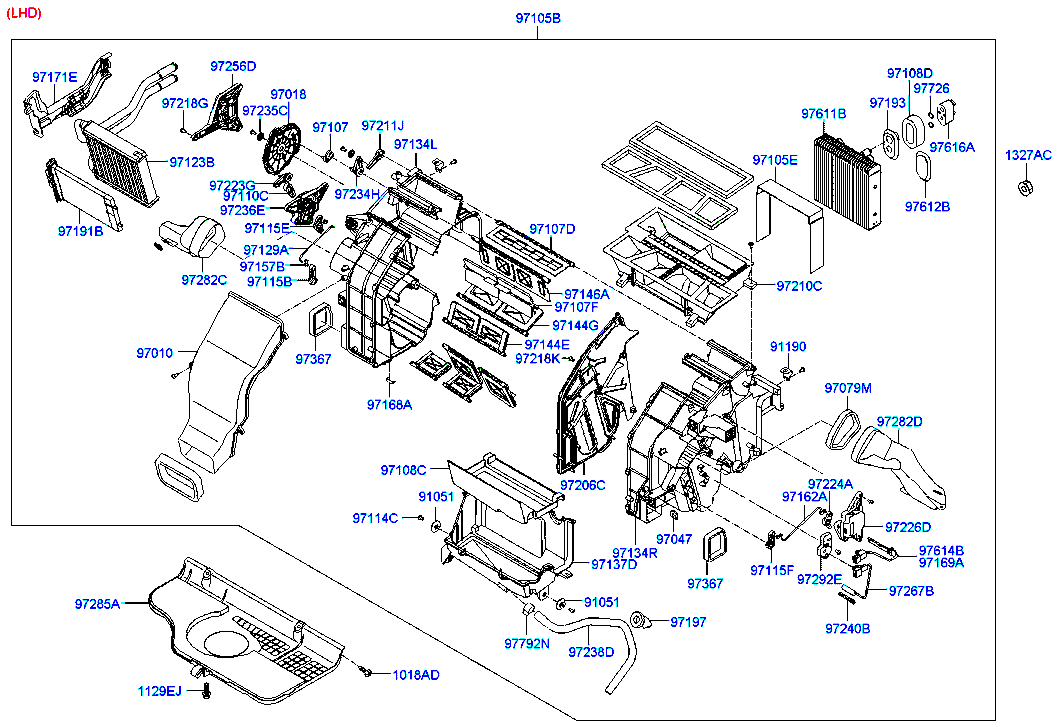 (LHD)
97105B
97171E
97256D
97218G
97018
97235C
97107
97211J
97134L
97108D
97726
97193
97611B
97616A
1327AC
97105E
97612B
97123B
97223G
97110C
97234H
97236E
97191B
97115E
97107D
97129A
97157B
97282C
97115B
97146A
97210C
97107F
97144G
97144E
97218K
91190
97010
97367
97168A
97079M
97282D
97108C
97206C
97224A
97162A
91051
97114C
97226D
97047
97134R
97614B
97169A
97137D
97115F
97367
97292E
97267B
97285A
91051
97240B
97197
97792N
97238D
1018AD
1129EJ